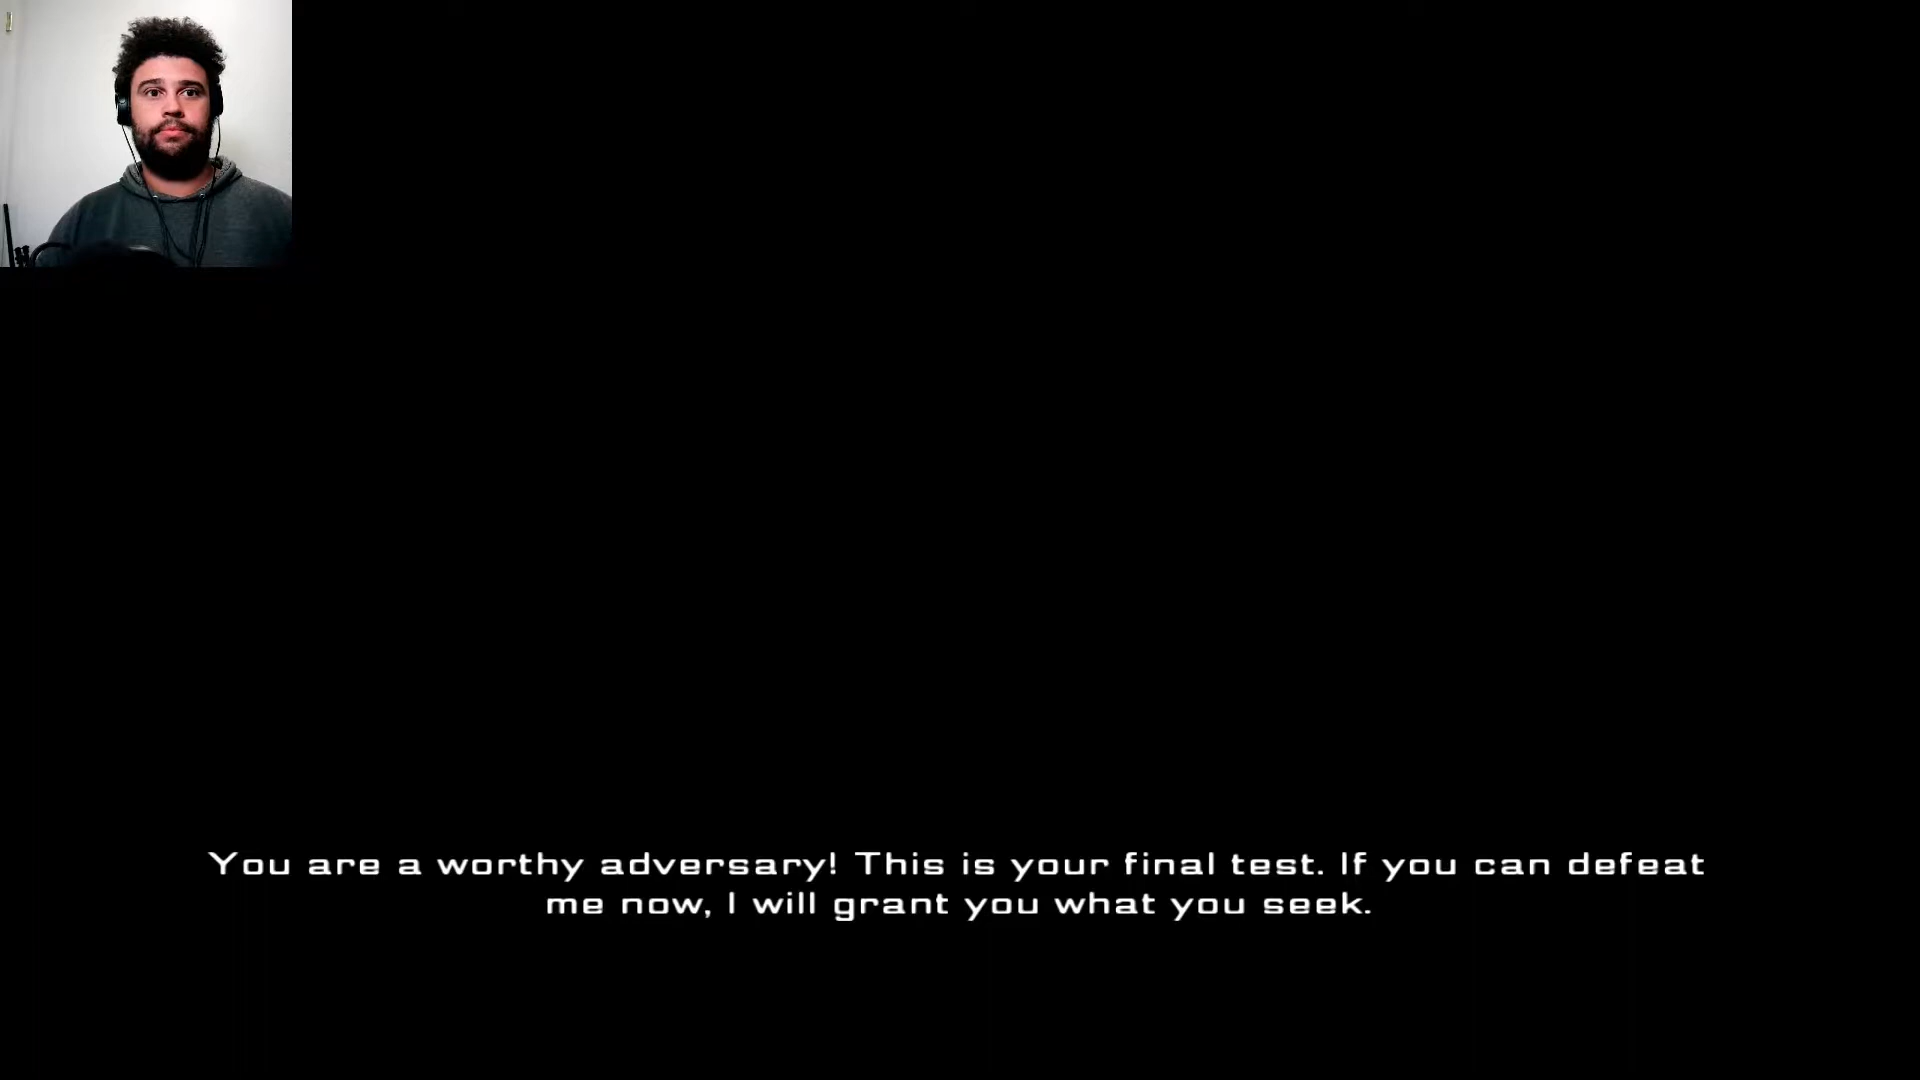 You are a worthy adversary! This is your final test. If you can defeat
me now, I will grant you what you seek.